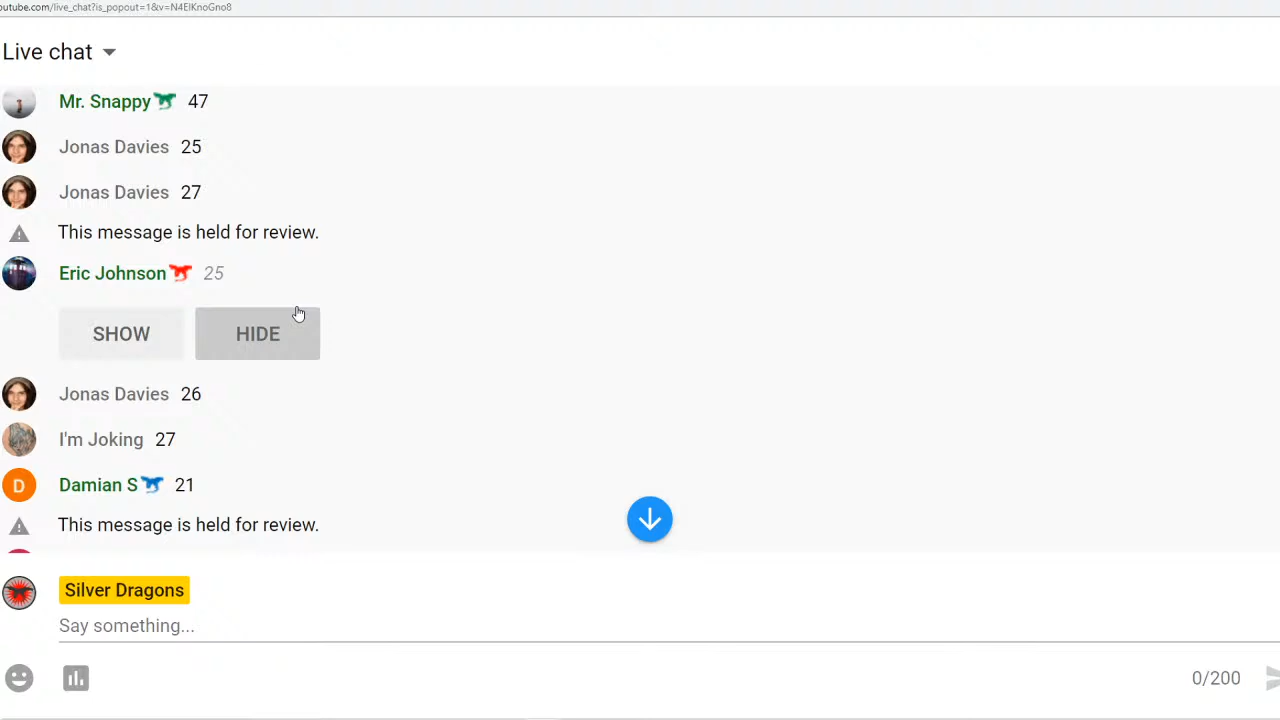 outube.com/live_chat?is_popout=1&v=N4EIKnoGno8
Live chat
Mr. Snappy 47
Jonas Davies 25
Jonas Davies 27
This message is held for review.
Eric Johnson 25
SHOW HIDE
Jonas Davies 26
I'm Joking 27
D Damian S 21
This message is held for review.
Silver Dragons
Say something...
0/200